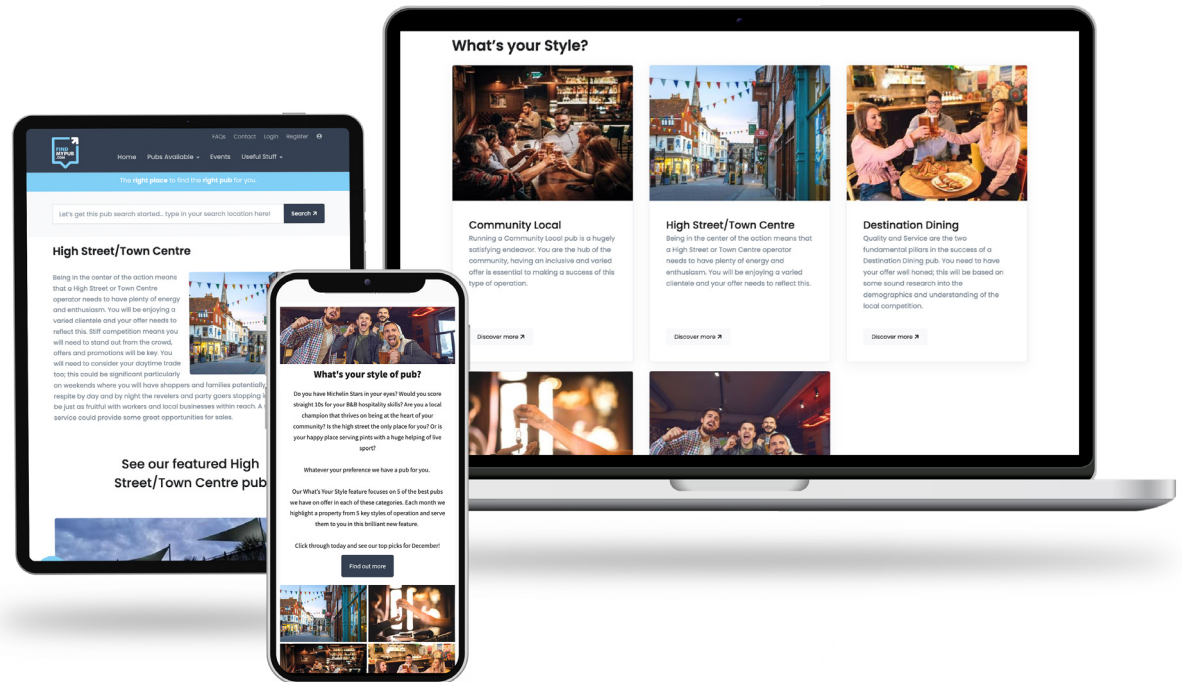 FIND
MYPUB
.COM
FAQs Contact Login Register
Home Pubs Available Events Useful Stuff
The right place to find the right pub for you.
Let's get this pub search started... type in your search location here!
Search
High Street/Town Centre
Being in the center of the action means
that a High Street or Town Centre
operator needs to have plenty of energy
and enthusiasm. You will be enjoying a
varied clientele and your offer needs to
reflect this. Stiff competition means you
will need to stand out from the crowd,
offers and promotions will be key. You
will need to consider your daytime trade
too; this could be significant particularly
on weekends where you will have shoppers and families potentially
respite by day and by night the revelers and party goers stopping
be just as fruitful with workers and local businesses within reach. A
service could provide some great opportunities for sales.
See our featured High
Street/Town Centre pub
What's your style of pub?
Do you have Michelin Stars in your eyes? Would you score
straight 10s for your B&B hospitality skills? Are you a local
champion that thrives on being at the heart of your
community? Is the high street the only place for you? Or is
your happy place serving pints with a huge helping of live
sport?
Whatever your preference we have a pub for you.
Our What's Your Style feature focuses on 5 of the best pubs
we have on offer in each of these categories. Each month we
highlight a property from 5 key styles of operation and serve
them to you in this brilliant new feature.
Click through today and see our top picks for December!
Find out more
What's your Style?
Community Local
Running a Community Local pub is a hugely
satisfying endeavor. You are the hub of the
community, having an inclusive and varied
offer is essential to making a success of this
type of operation.
Discover more
High Street/Town Centre
Being in the center of the action means that
a High Street or Town Centre operator
needs to have plenty of energy and
enthusiasm. You will be enjoying a varied
clientele and your offer needs to reflect this.
Discover more
Destination Dining
Quality and Service are the two
fundamental pillars in the success of a
Destination Dining pub. You need to have
your offer well honed; this will be based on
some sound research into the
demographics and understanding of the
local competition.
Discover more